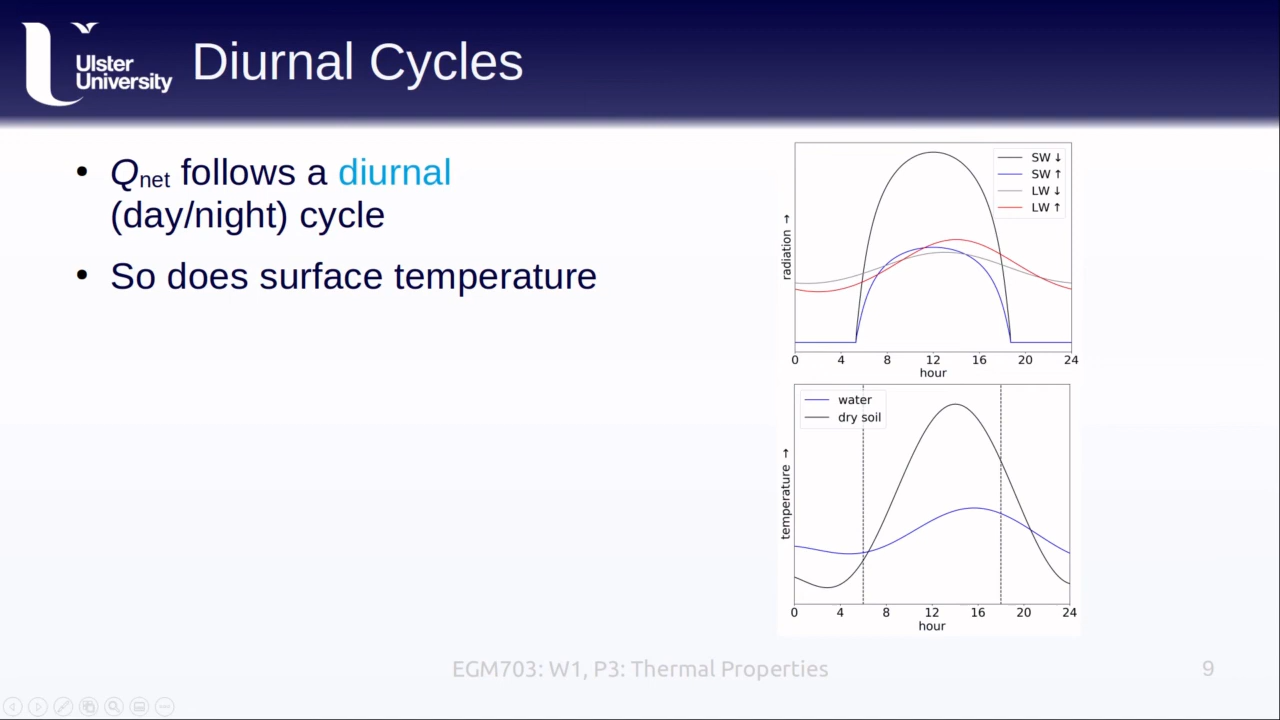 Ulster
University
Diurnal Cycles
• Qnet follows a diurnal
(day/night) cycle
• So does surface temperature
SW ↓
SW ↑
LW ↓
LW ↑
radiation →
0 4 8 12 16 20 24
hour
water
dry soil
temperature →
0 4 8 12 16 20 24
hour
EGM703: W1, P3: Thermal Properties
9